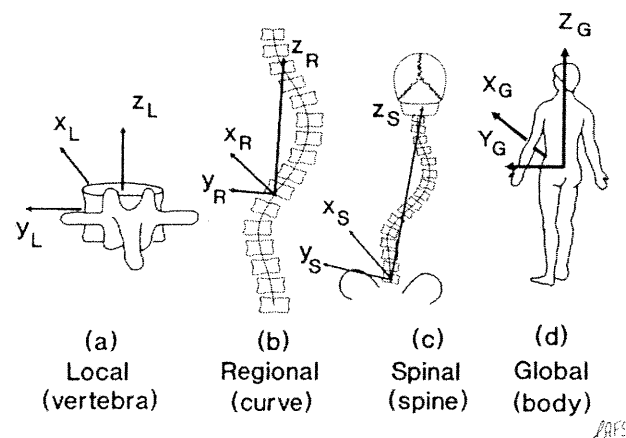 Z_G
z_R
z_L
x_L
y_L
x_R
y_R
z_S
x_S
y_S
X_G
Y_G
(a)
Local
(vertebra)
(b)
Regional
(curve)
(c)
Spinal
(spine)
(d)
Global
(body)